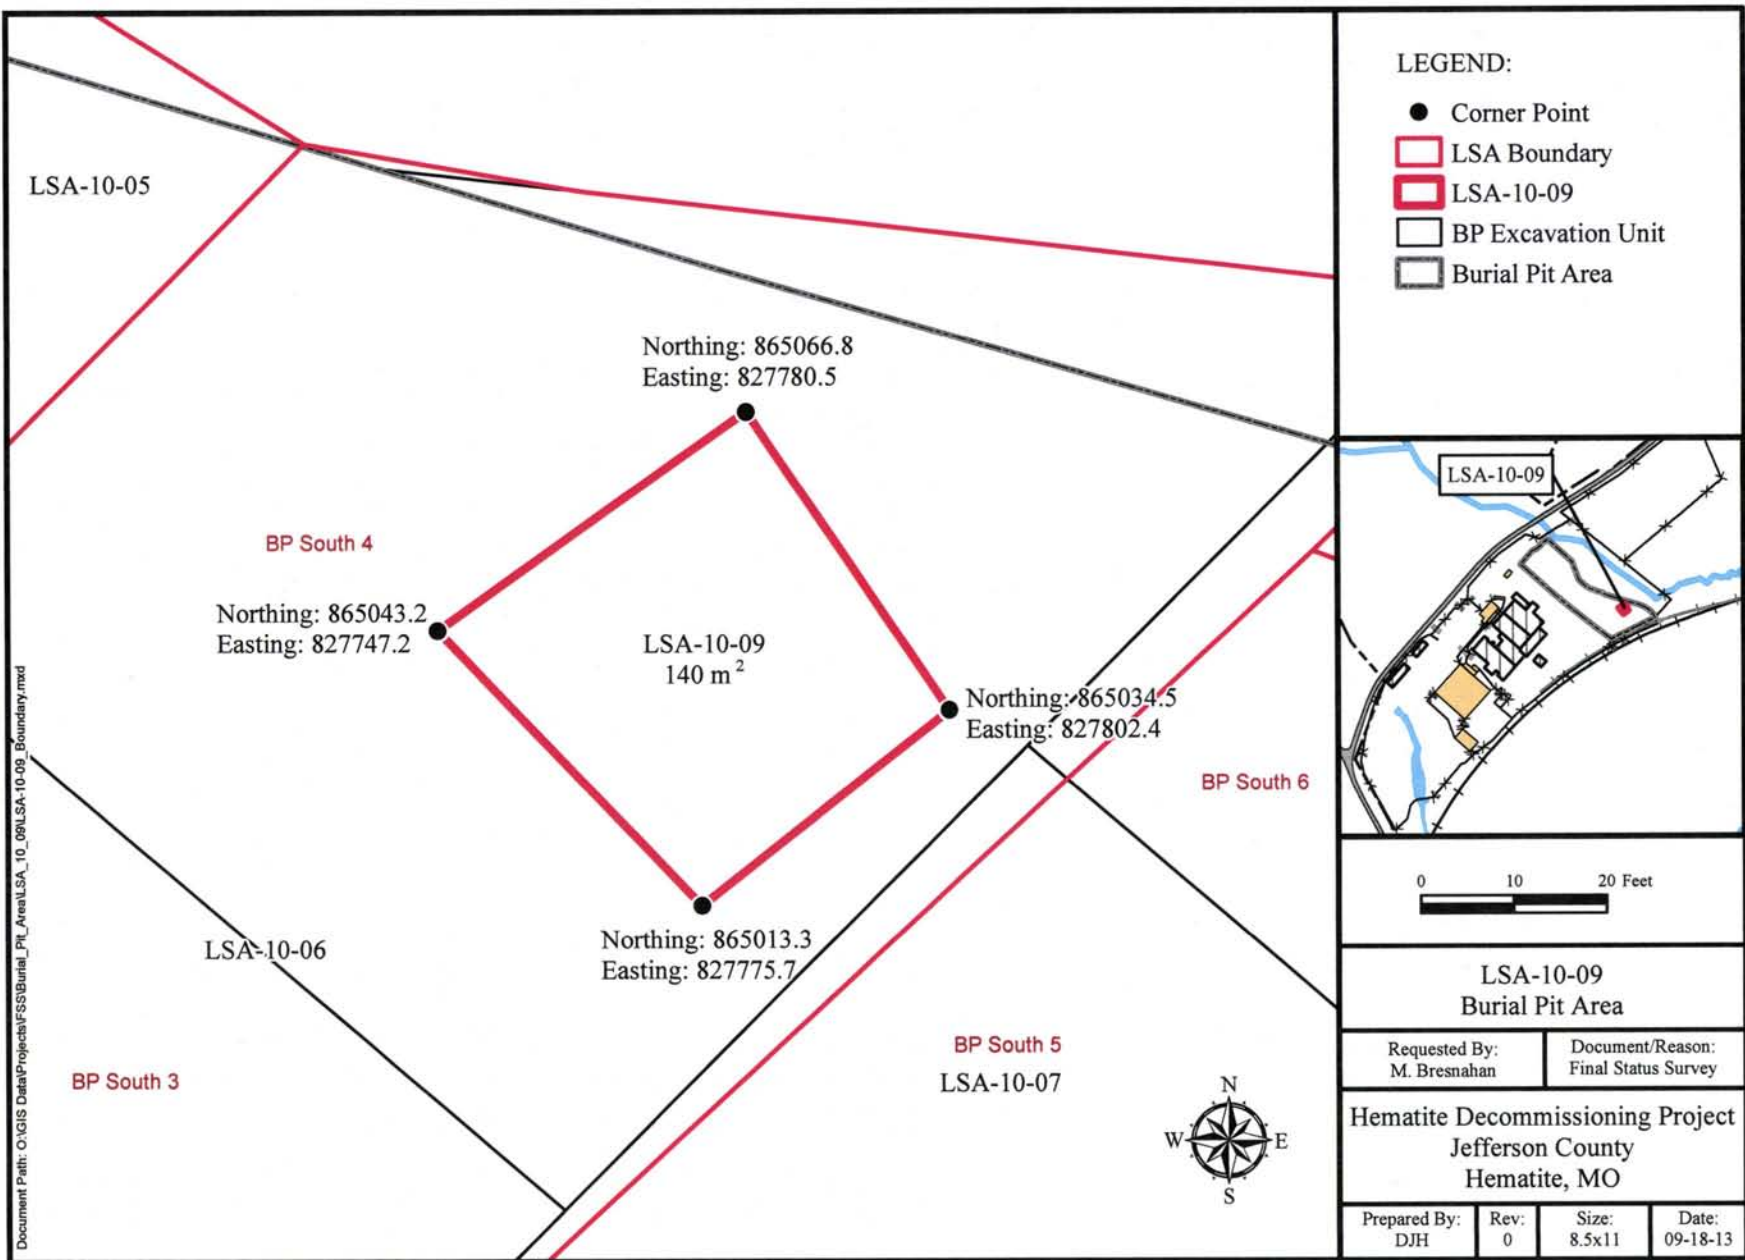 LSA-10-05
Northing: 865066.8
Easting: 827780.5
BP South 4
Northing: 865043.2
Easting: 827747.2
LSA-10-09
140 m²
Northing: 865034.5
Easting: 827802.4
BP South 6
Northing: 865013.3
Easting: 827775.7
LSA-10-06
BP South 3
BP South 5
LSA-10-07
N
W E
S
Document Path: O:\GIS Data\Projects\FSS\Burial_Pit_Area\LSA_10_09\LSA-10-09_Boundary.mxd
LEGEND:
Corner Point
LSA Boundary
LSA-10-09
BP Excavation Unit
Burial Pit Area
LSA-10-09
0 10 20 Feet
LSA-10-09
Burial Pit Area
Requested By:
M. Bresnahan
Document/Reason:
Final Status Survey
Hematite Decommissioning Project
Jefferson County
Hematite, MO
Prepared By:
DJH
Rev:
0
Size:
8.5x11
Date:
09-18-13